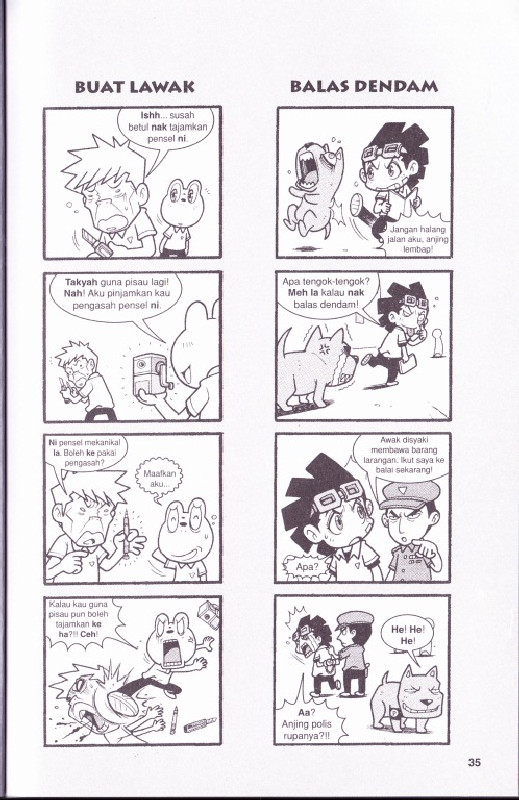 BUAT LAWAK
Ishh... susah
betul nak tajamkan
pensel ni.
Takyah guna pisau lagi!
Nah! Aku pinjamkan kau
pengasah pensel ni.
Ni pensel mekanikal
la. Boleh ke pakai
pengasah?
Maafkan
aku...
Kalau kau guna
pisau pun boleh
tajamkan ke
ha?!!! Ceh!
BALAS DENDAM
Jangan halang
jalan aku, anjing
lembap!
Apa tengok-tengok?
Meh la kalau nak
balas dendam!
Awak disyaki
membawa barang
larangan. Ikut saya ke
balai sekarang!
Apa?
He! He!
He!
Aa?
Anjing polis
rupanya?!!
35